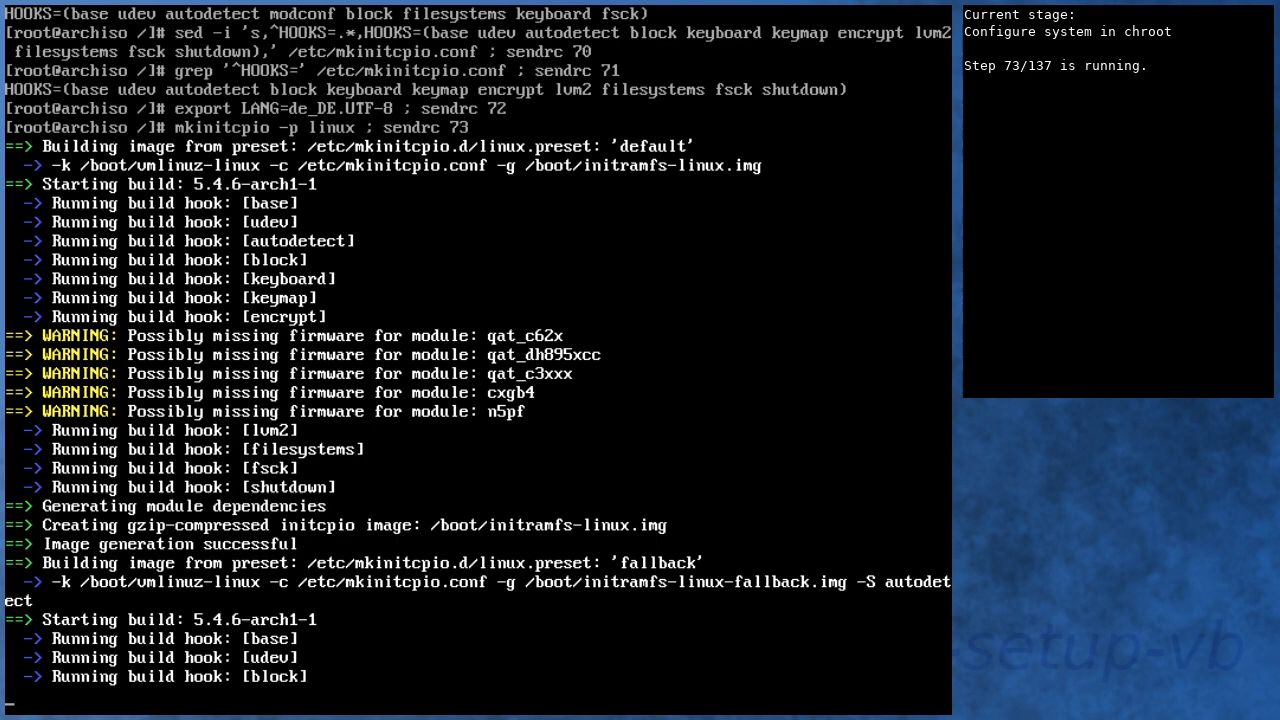 HOOKS=(base udev autodetect modconf block filesystems keyboard fsck)
[root@archiso /]# sed -i 's,^HOOKS=.*,HOOKS=(base udev autodetect block keyboard keymap encrypt lvm2
 filesystems fsck shutdown),' /etc/mkinitcpio.conf ; sendrc 70
[root@archiso /]# grep '^HOOKS=' /etc/mkinitcpio.conf ; sendrc 71
HOOKS=(base udev autodetect block keyboard keymap encrypt lvm2 filesystems fsck shutdown)
[root@archiso /]# export LANG=de_DE.UTF-8 ; sendrc 72
[root@archiso /]# mkinitcpio -p linux ; sendrc 73
==> Building image from preset: /etc/mkinitcpio.d/linux.preset: 'default'
  -> -k /boot/vmlinuz-linux -c /etc/mkinitcpio.conf -g /boot/initramfs-linux.img
==> Starting build: 5.4.6-arch1-1
  -> Running build hook: [base]
  -> Running build hook: [udev]
  -> Running build hook: [autodetect]
  -> Running build hook: [block]
  -> Running build hook: [keyboard]
  -> Running build hook: [keymap]
  -> Running build hook: [encrypt]
==> WARNING: Possibly missing firmware for module: qat_c62x
==> WARNING: Possibly missing firmware for module: qat_dh895xcc
==> WARNING: Possibly missing firmware for module: qat_c3xxx
==> WARNING: Possibly missing firmware for module: cxgb4
==> WARNING: Possibly missing firmware for module: n5pf
  -> Running build hook: [lvm2]
  -> Running build hook: [filesystems]
  -> Running build hook: [fsck]
  -> Running build hook: [shutdown]
==> Generating module dependencies
==> Creating gzip-compressed initcpio image: /boot/initramfs-linux.img
==> Image generation successful
==> Building image from preset: /etc/mkinitcpio.d/linux.preset: 'fallback'
  -> -k /boot/vmlinuz-linux -c /etc/mkinitcpio.conf -g /boot/initramfs-linux-fallback.img -S autodet
ect
==> Starting build: 5.4.6-arch1-1
  -> Running build hook: [base]
  -> Running build hook: [udev]
  -> Running build hook: [block]
Current stage:
Configure system in chroot
Step 73/137 is running.
-setup-vb